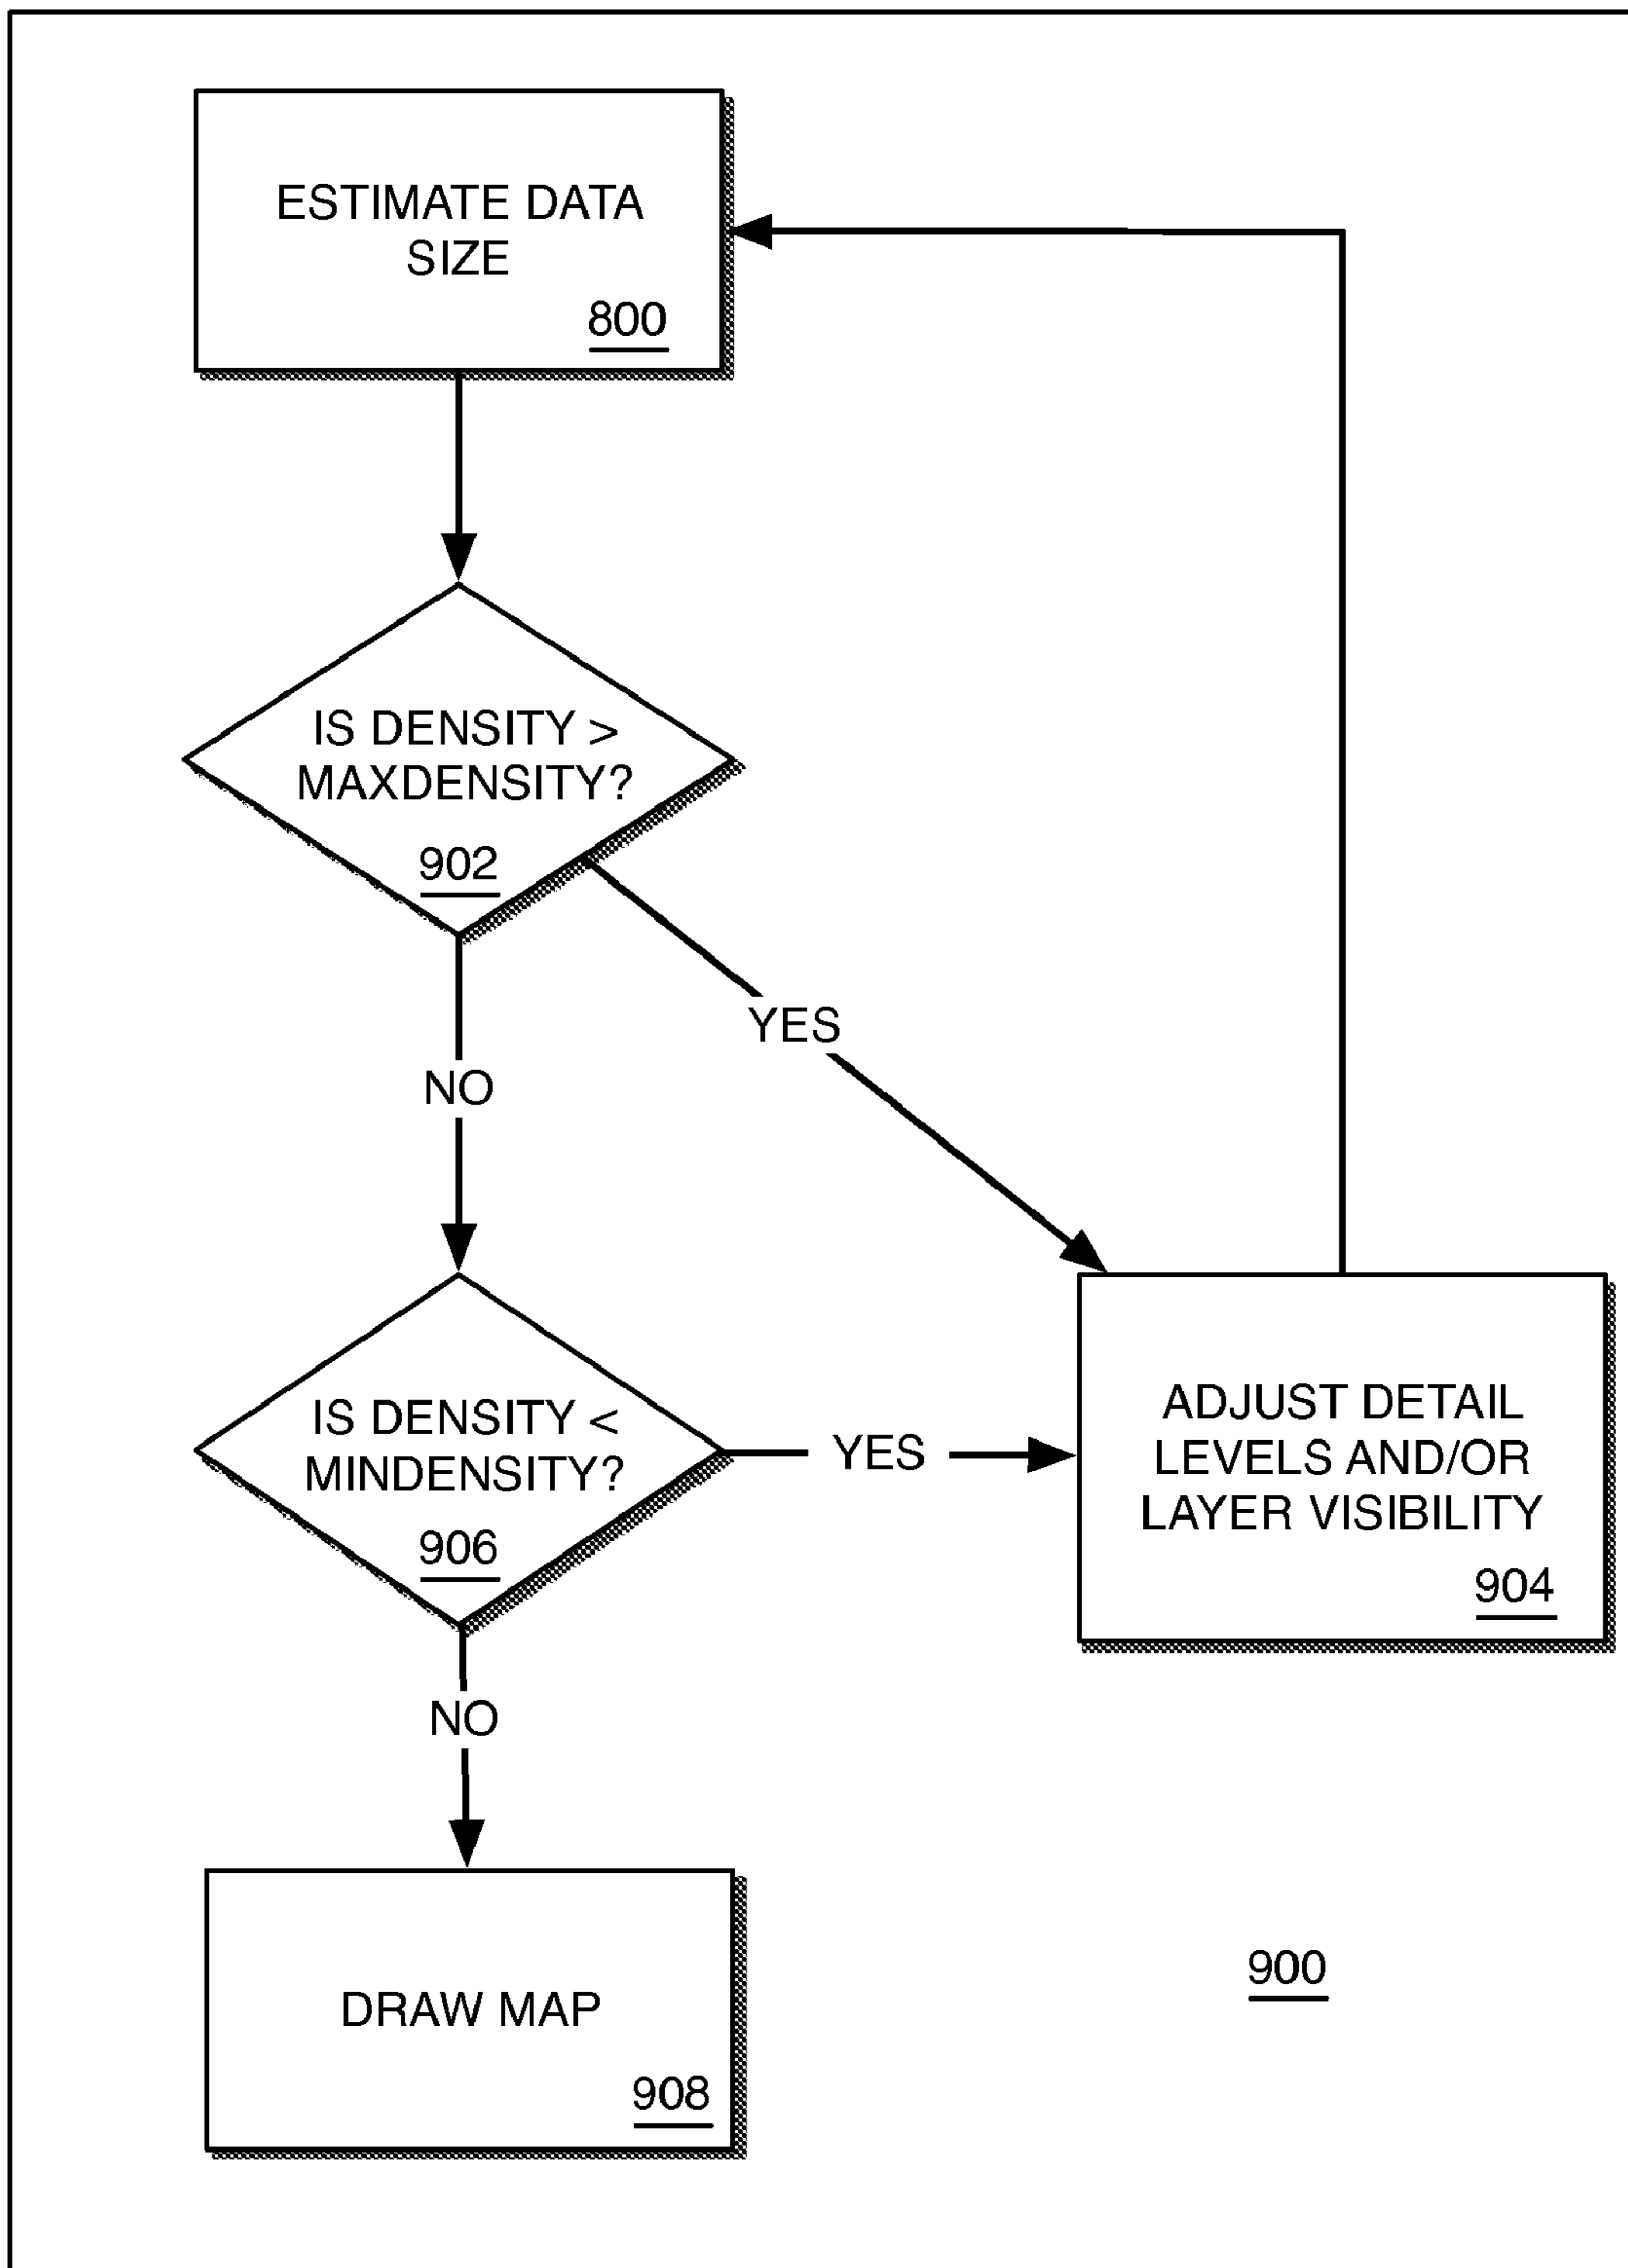 ESTIMATE DATA
SIZE
800
IS DENSITY >
MAXDENSITY?
902
YES
NO
IS DENSITY <
MINDENSITY?
906
YES
ADJUST DETAIL
LEVELS AND/OR
LAYER VISIBILITY
904
NO
DRAW MAP
908
900